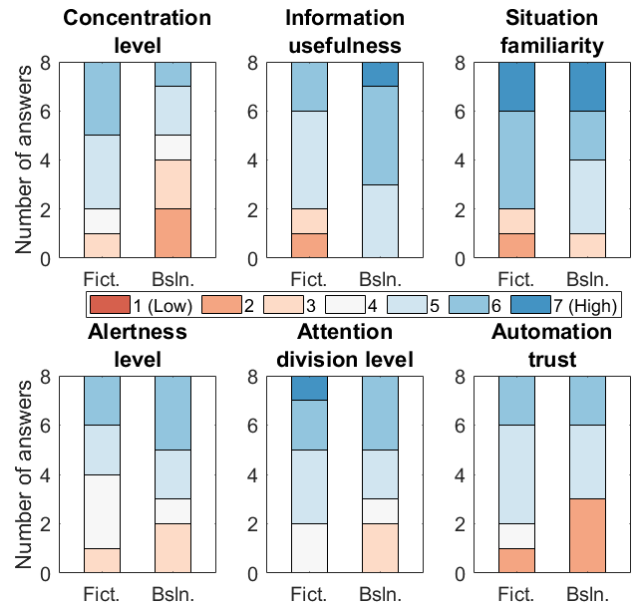 Concentration level
Information usefulness
Situation familiarity
Number of answers
8
6
4
2
0
Fict. Bsln.
8
6
4
2
0
Fict. Bsln.
8
6
4
2
0
Fict. Bsln.
1 (Low) 2 3 4 5 6 7 (High)
Alertness level
Attention division level
Automation trust
Number of answers
8
6
4
2
0
Fict. Bsln.
8
6
4
2
0
Fict. Bsln.
8
6
4
2
0
Fict. Bsln.